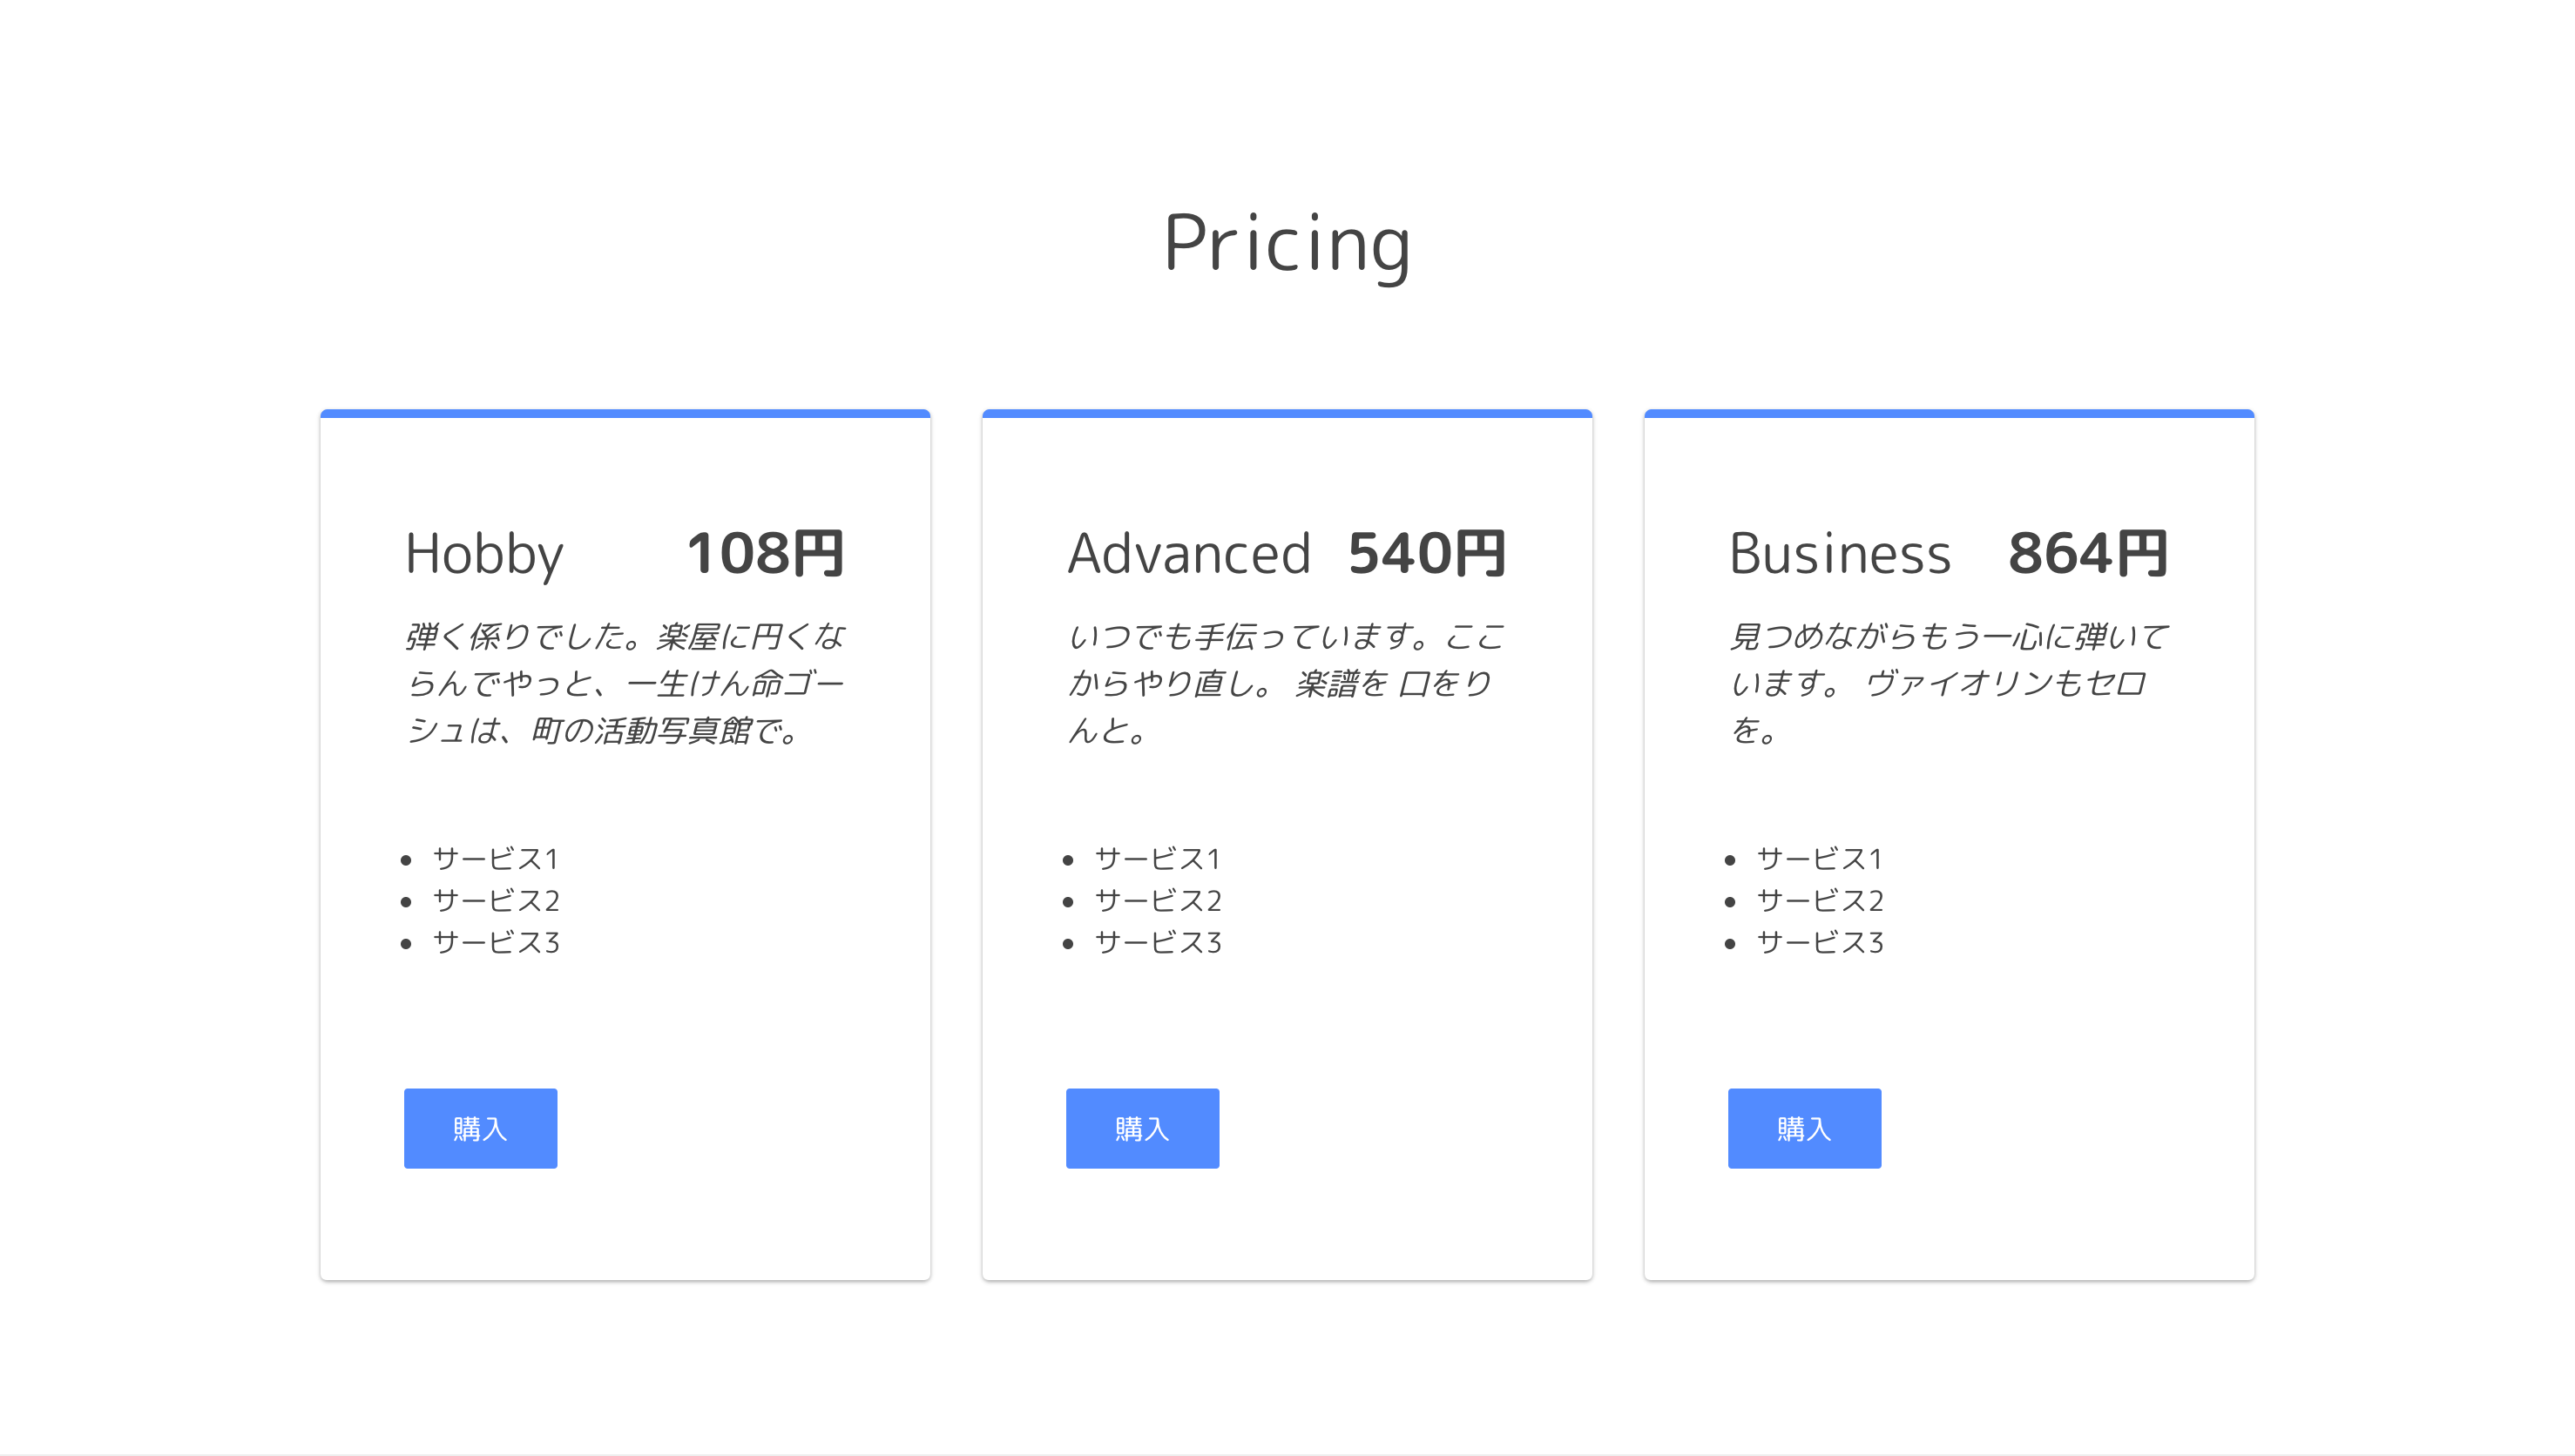 Pricing
Hobby 108円
弾く係りでした。楽屋に円くな
らんでやっと、一生けん命ゴー
シュは、町の活動写真館で。
• サービス1
• サービス2
• サービス3
購入
Advanced 540円
いつでも手伝っています。ここ
からやり直し。 楽譜を 口をり
んと。
• サービス1
• サービス2
• サービス3
購入
Business 864円
見つめながらもう一心に弾いて
います。 ヴァイオリンもセロ
を。
• サービス1
• サービス2
• サービス3
購入